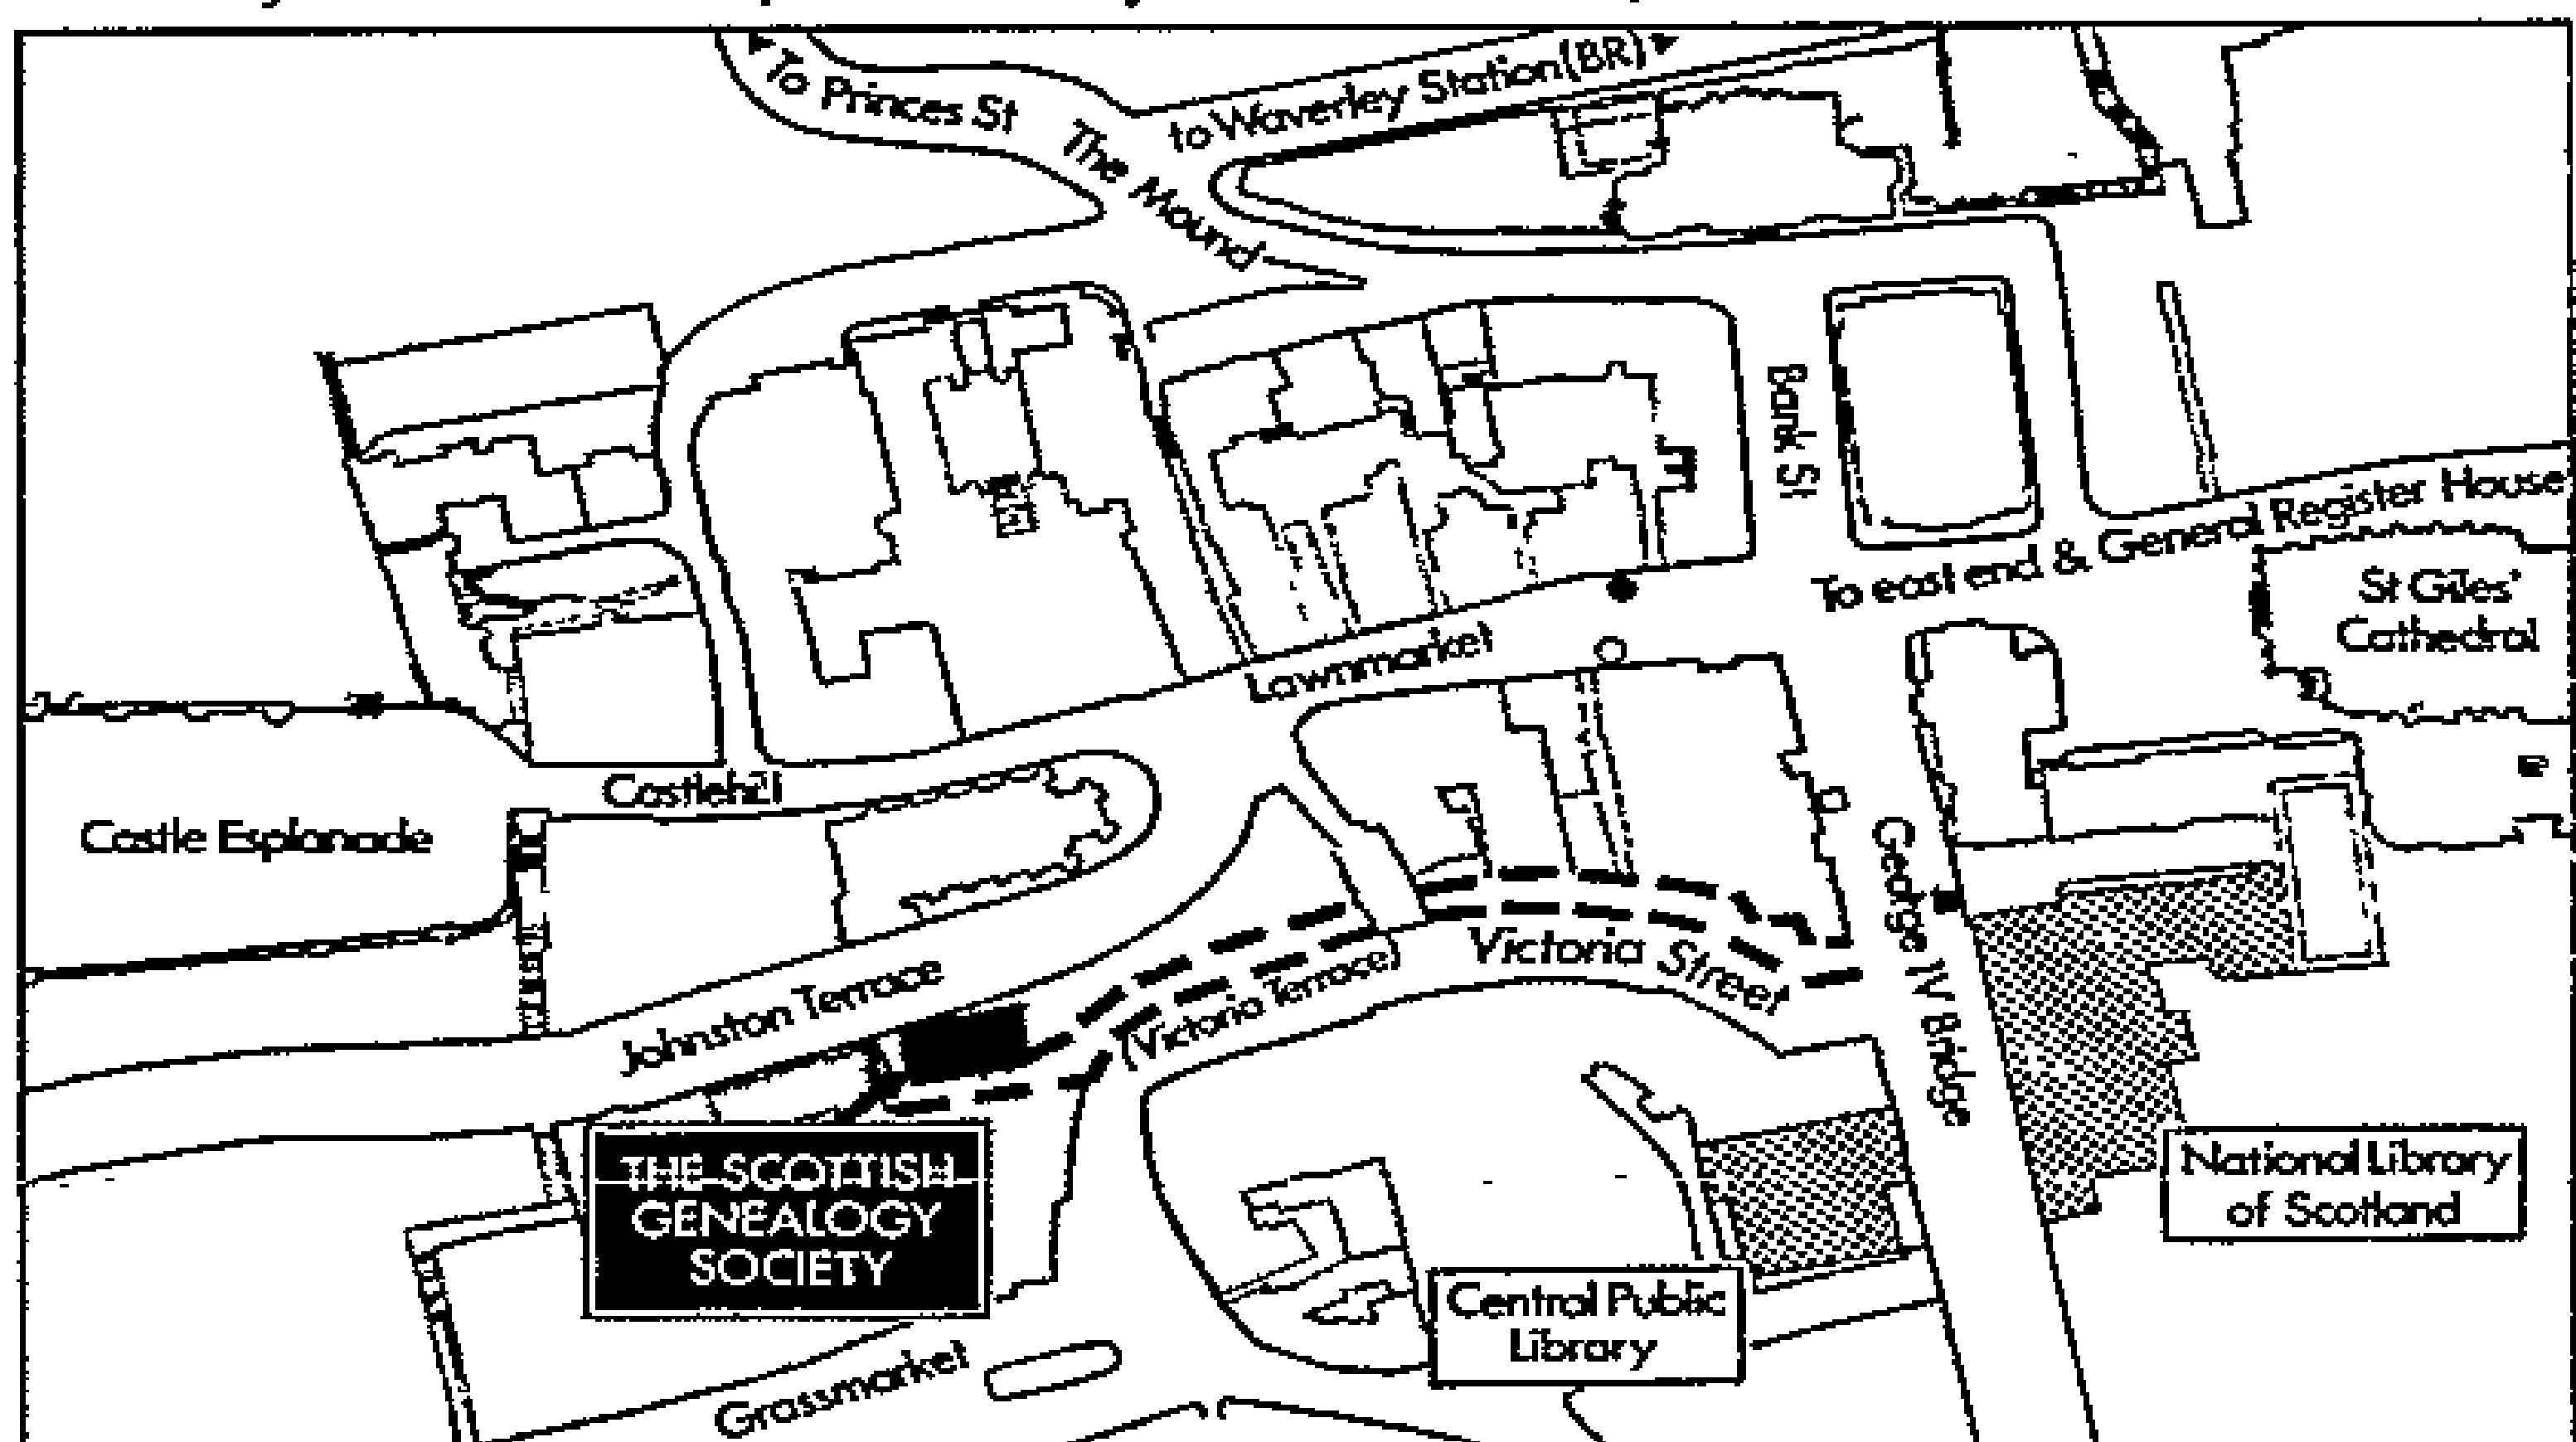 To Princes St
to Waverley Station (BR)
The Mound
Bank St
To east end & General Register House
St Giles'
Cathedral
Lawnmarket
Castlehill
Castle Esplanade
George IV Bridge
Victoria Street
(Victoria Terrace)
Johnston Terrace
THE SCOTTISH
GENEALOGY
SOCIETY
National Library
of Scotland
Central Public
Library
Grassmarket